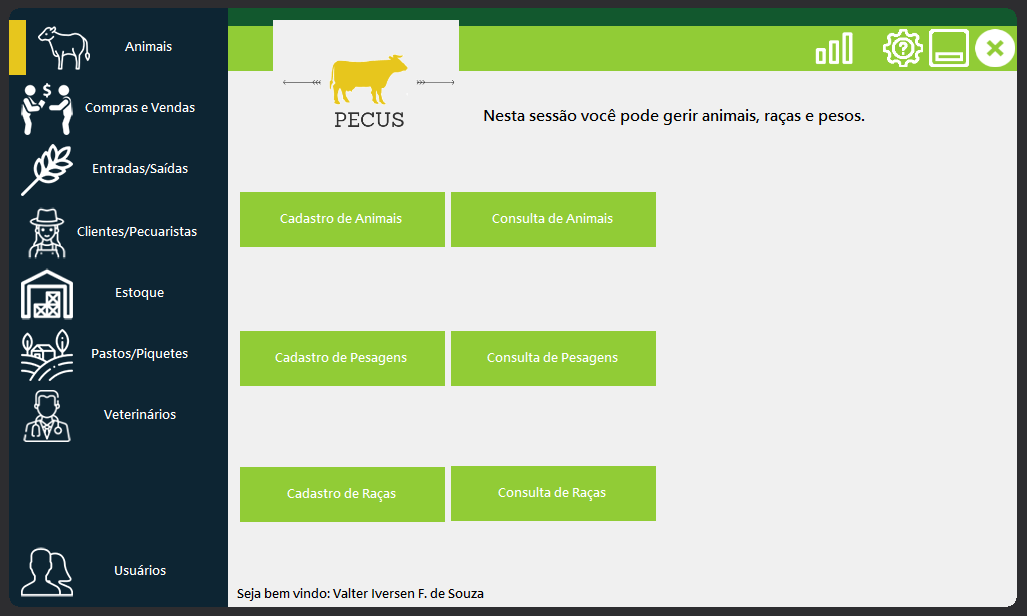 Animais
Compras e Vendas
Entradas/Saídas
Clientes/Pecuaristas
Estoque
Pastos/Piquetes
Veterinários
Usuários
PECUS
Nesta sessão você pode gerir animais, raças e pesos.
Cadastro de Animais
Consulta de Animais
Cadastro de Pesagens
Consulta de Pesagens
Cadastro de Raças
Consulta de Raças
Seja bem vindo: Valter Iversen F. de Souza